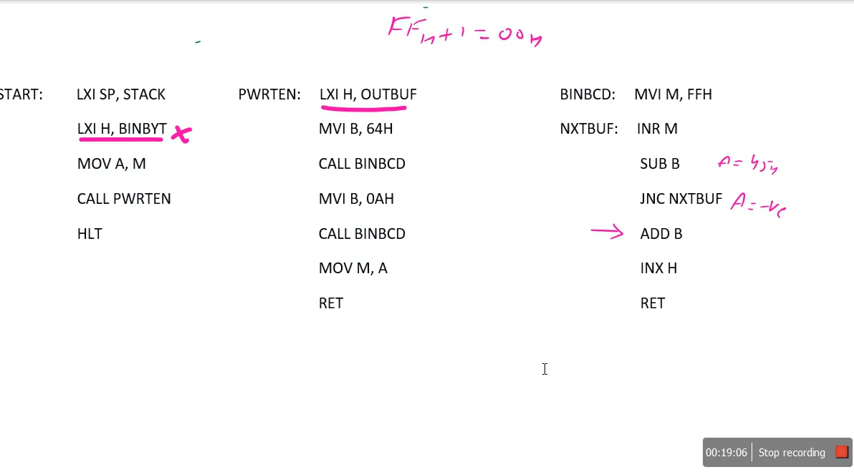 FFH + 1 = 00H
START: LXI SP, STACK
LXI H, BINBYT
MOV A, M
CALL PWRTEN
HLT
PWRTEN: LXI H, OUTBUF
MVI B, 64H
CALL BINBCD
MVI B, 0AH
CALL BINBCD
MOV M, A
RET
BINBCD: MVI M, FFH
NXTBUF: INR M
SUB B
JNC NXTBUF A = -ve
ADD B
INX H
RET
00:19:06 Stop recording